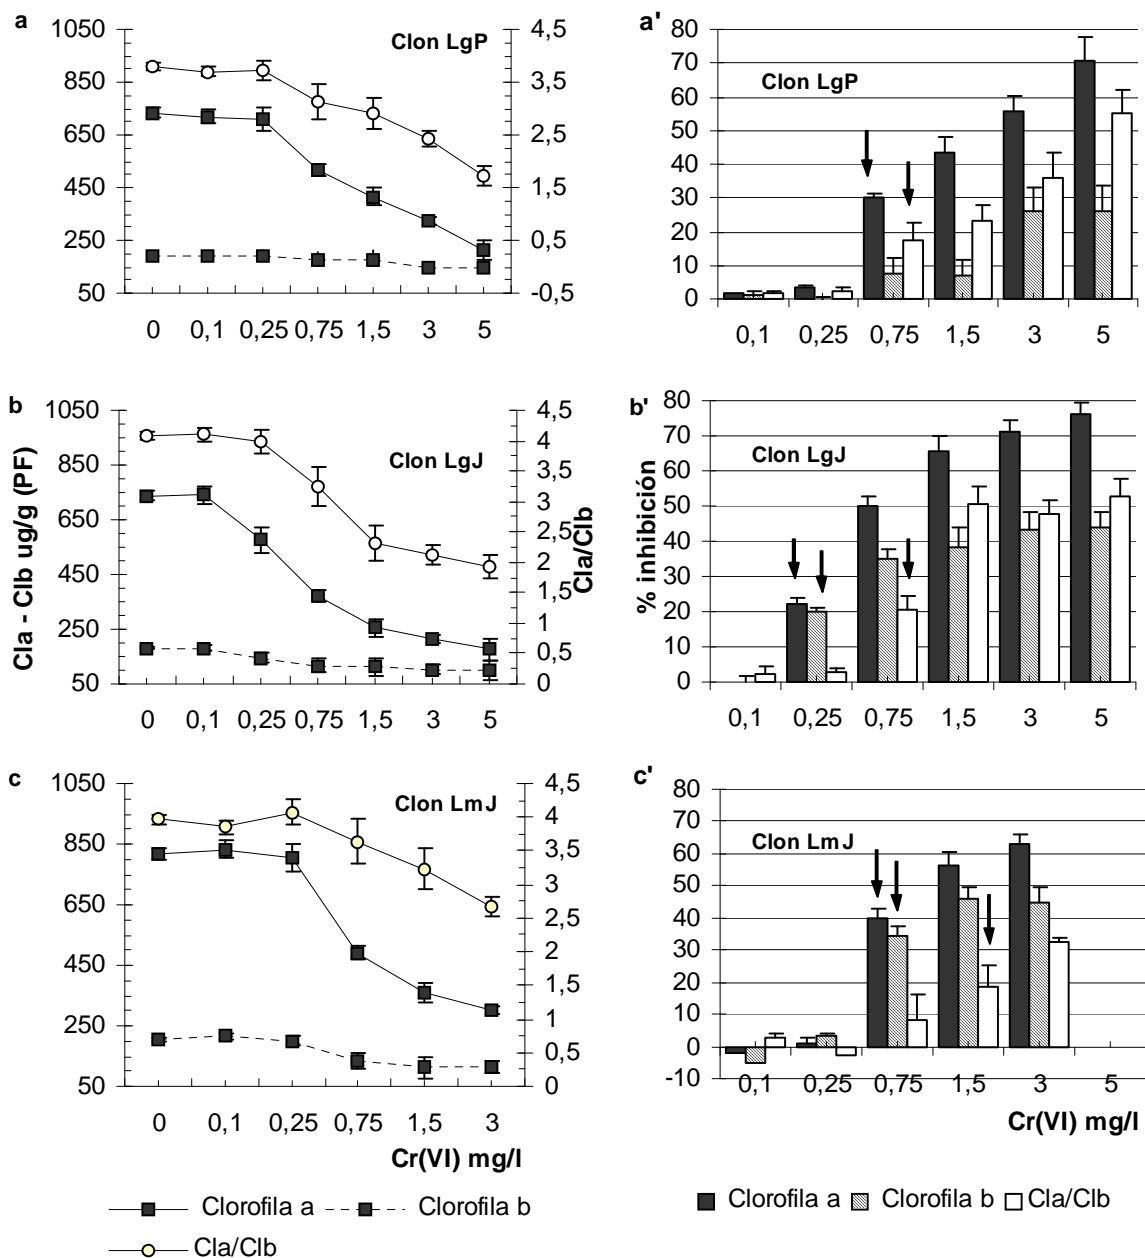 a
Clon LgP
1050
850
650
450
250
50
4,5
3,5
2,5
1,5
0,5
-0,5
0 0,1 0,25 0,75 1,5 3 5
a'
Clon LgP
80
70
60
50
40
30
20
10
0
0,1 0,25 0,75 1,5 3 5
b
Clon LgJ
Cla - Clb ug/g (PF)
1050
850
650
450
250
50
4,5
4
3,5
3
2,5
2
1,5
1
0,5
0
Cla/Clb
0 0,1 0,25 0,75 1,5 3 5
b'
Clon LgJ
% inhibición
80
70
60
50
40
30
20
10
0
0,1 0,25 0,75 1,5 3 5
c
Clon LmJ
1050
850
650
450
250
50
4,5
4
3,5
3
2,5
2
1,5
1
0,5
0
0 0,1 0,25 0,75 1,5 3
Cr(VI) mg/l
c'
Clon LmJ
80
70
60
50
40
30
20
10
0
-10
0,1 0,25 0,75 1,5 3 5
Cr(VI) mg/l
Clorofila a Clorofila b
Cla/Clb
Clorofila a Clorofila b Cla/Clb